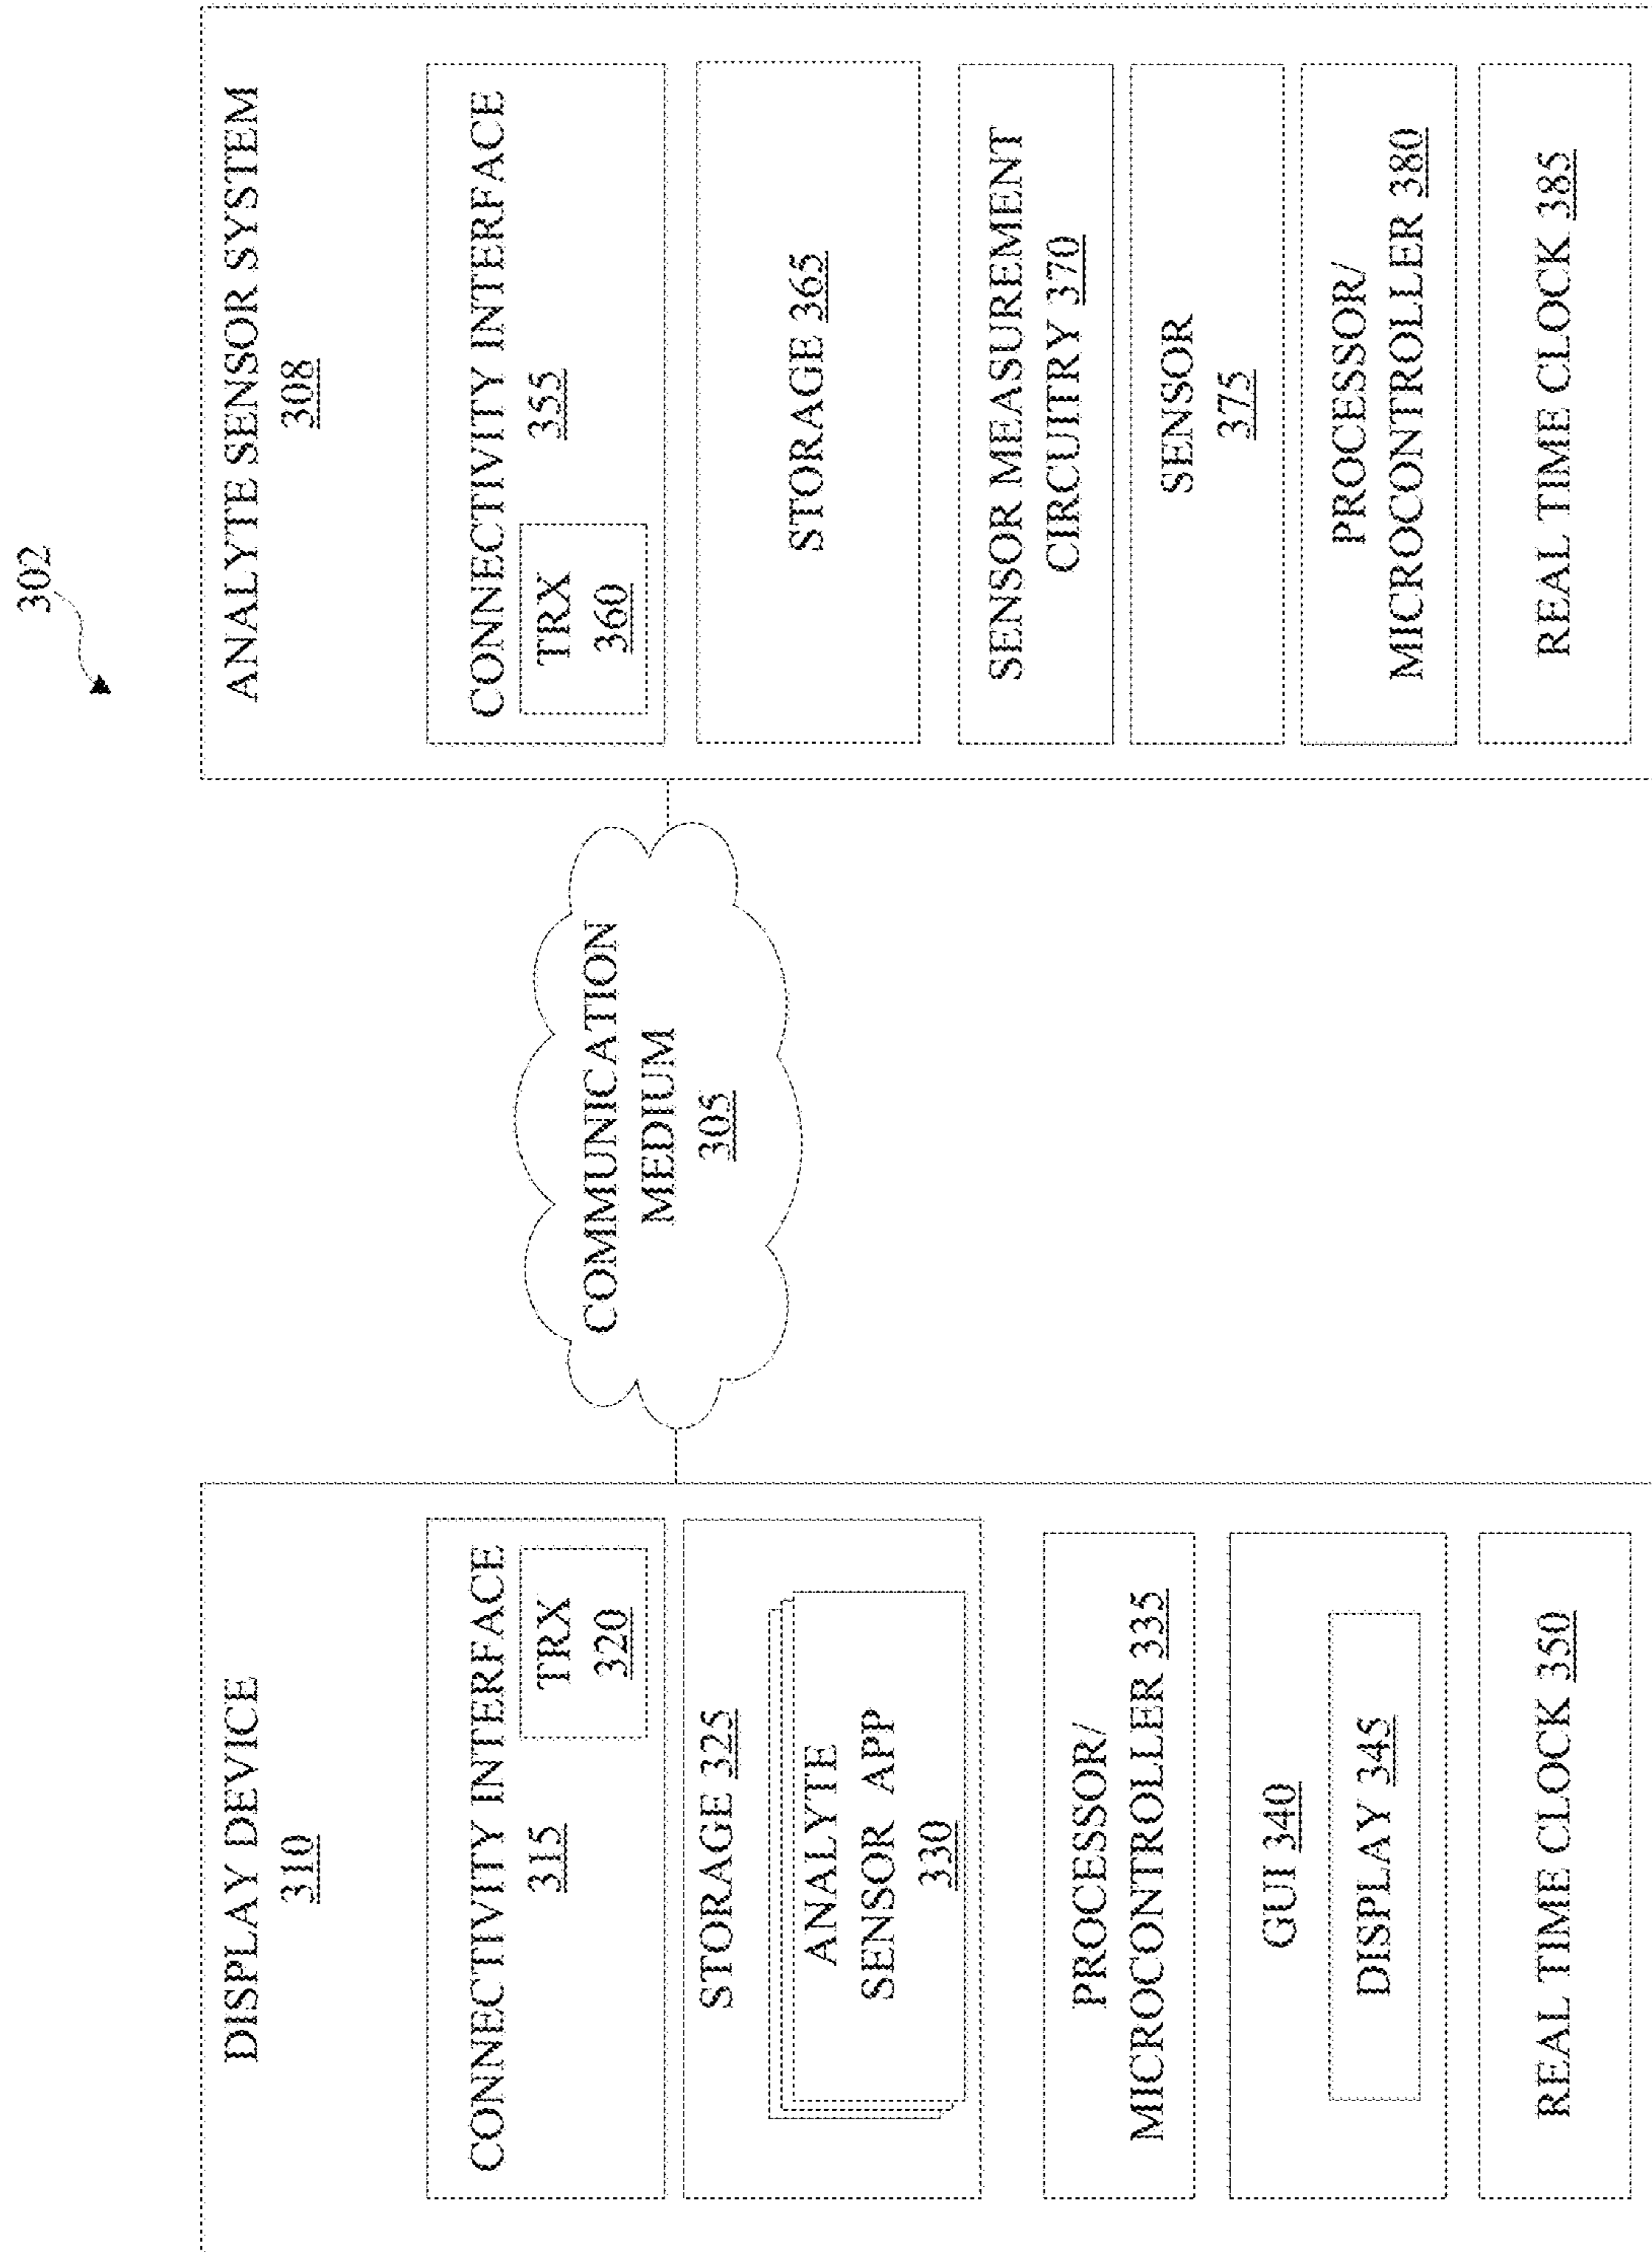 302
DISPLAY DEVICE
310
CONNECTIVITY INTERFACE
315
TRX
320
STORAGE 325
ANALYTE
SENSOR APP
330
PROCESSOR/
MICROCONTROLLER 335
GUI 340
DISPLAY 345
REAL TIME CLOCK 350
COMMUNICATION
MEDIUM
305
ANALYTE SENSOR SYSTEM
308
CONNECTIVITY INTERFACE
355
TRX
360
STORAGE 365
SENSOR MEASUREMENT
CIRCUITRY 370
SENSOR
375
PROCESSOR/
MICROCONTROLLER 380
REAL TIME CLOCK 385